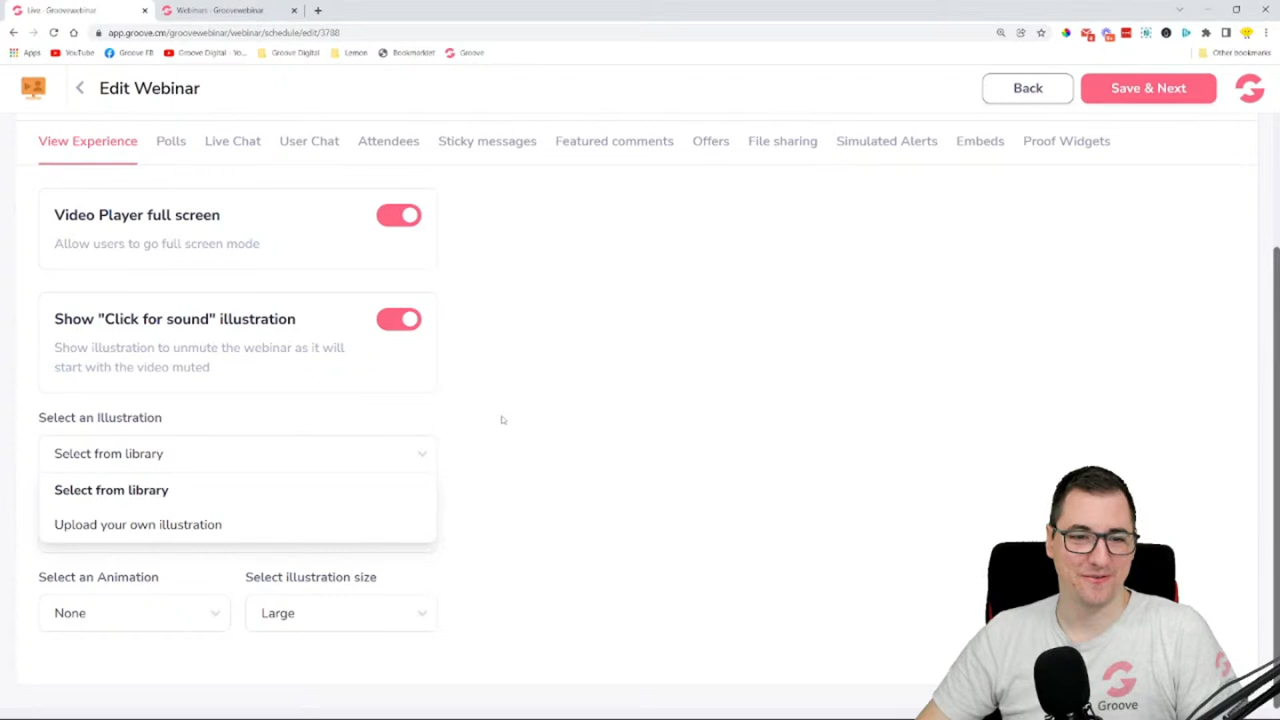 Live - Groovewebinar
Webinars - Groovewebinar
app.groove.cm/groovewebinar/webinar/schedule/edit/3788
Apps YouTube Groove FB Groove Digital - Yo... Groove Digital Lemon Bookmarklet Groove Other bookmarks
Edit Webinar
Back
Save & Next
View Experience Polls Live Chat User Chat Attendees Sticky messages Featured comments Offers File sharing Simulated Alerts Embeds Proof Widgets
Video Player full screen
Allow users to go full screen mode
Show "Click for sound" illustration
Show illustration to unmute the webinar as it will
start with the video muted
Select an Illustration
Select from library
Select from library
Upload your own illustration
Select an Animation Select illustration size
None Large
Groove